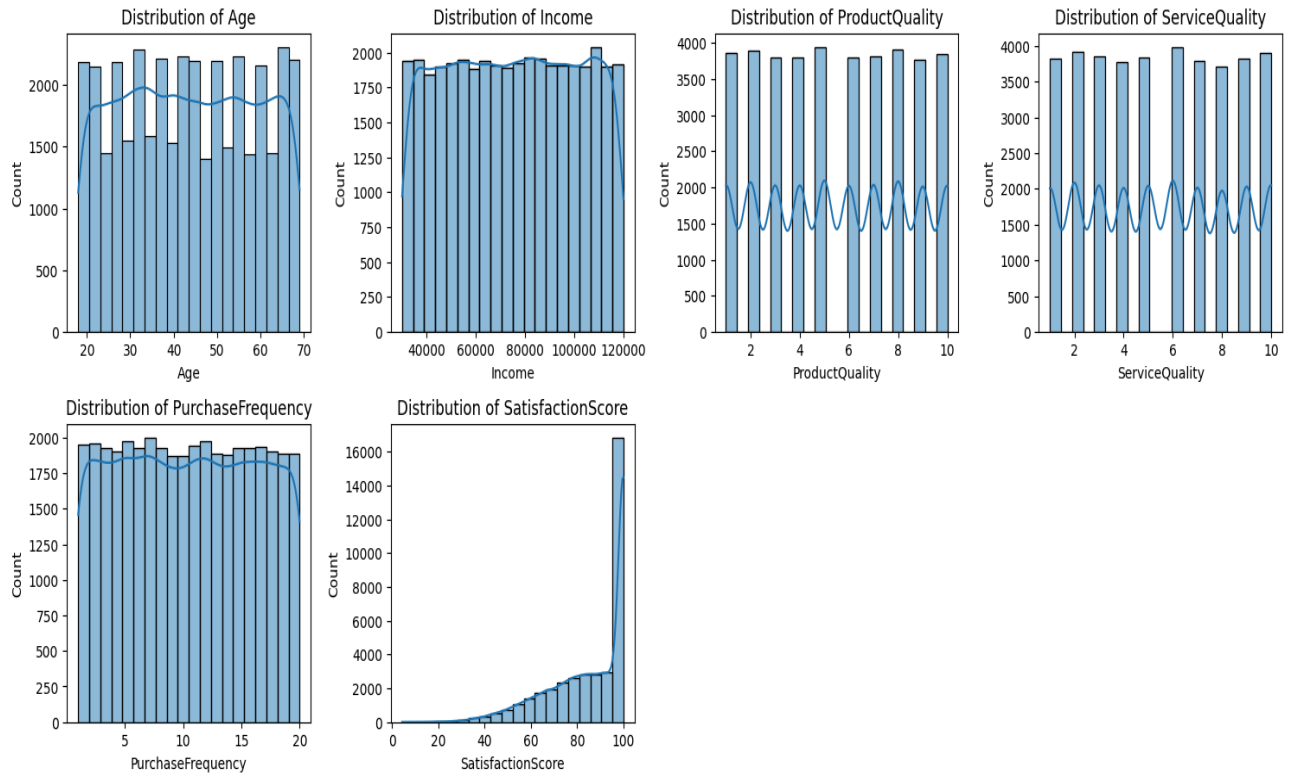 Distribution of Age
2000
1500
1000
500
0
Count
20 30 40 50 60 70
Age
Distribution of Income
2000
1750
1500
1250
1000
750
500
250
0
Count
40000 60000 80000 100000 120000
Income
Distribution of ProductQuality
4000
3500
3000
2500
2000
1500
1000
500
0
Count
2 4 6 8 10
ProductQuality
Distribution of ServiceQuality
4000
3500
3000
2500
2000
1500
1000
500
0
Count
2 4 6 8 10
ServiceQuality
Distribution of PurchaseFrequency
2000
1750
1500
1250
1000
750
500
250
0
Count
5 10 15 20
PurchaseFrequency
Distribution of SatisfactionScore
16000
14000
12000
10000
8000
6000
4000
2000
0
Count
0 20 40 60 80 100
SatisfactionScore